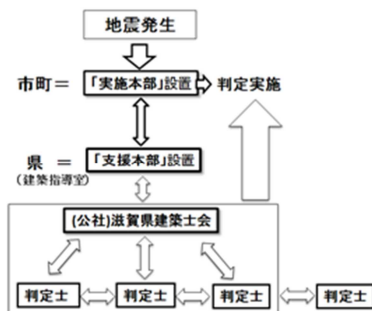 地震発生
市町＝「実施本部」設置 判定実施
県 ＝「支援本部」設置
（建築指導室）
(公社)滋賀県建築士会
判定士 判定士 判定士 判定士